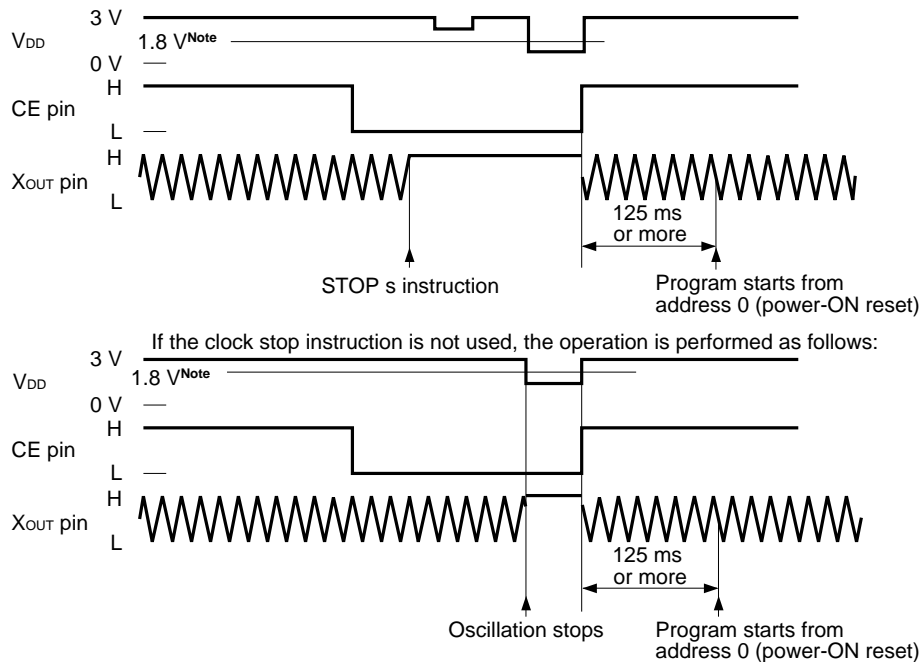 3 V
VDD
1.8 VNote
0 V
H
CE pin
L
H
XOUT pin
L
125 ms
or more
STOP s instruction
Program starts from
address 0 (power-ON reset)
If the clock stop instruction is not used, the operation is performed as follows:
3 V
VDD
1.8 VNote
0 V
H
CE pin
L
H
XOUT pin
L
125 ms
or more
Oscillation stops
Program starts from
address 0 (power-ON reset)